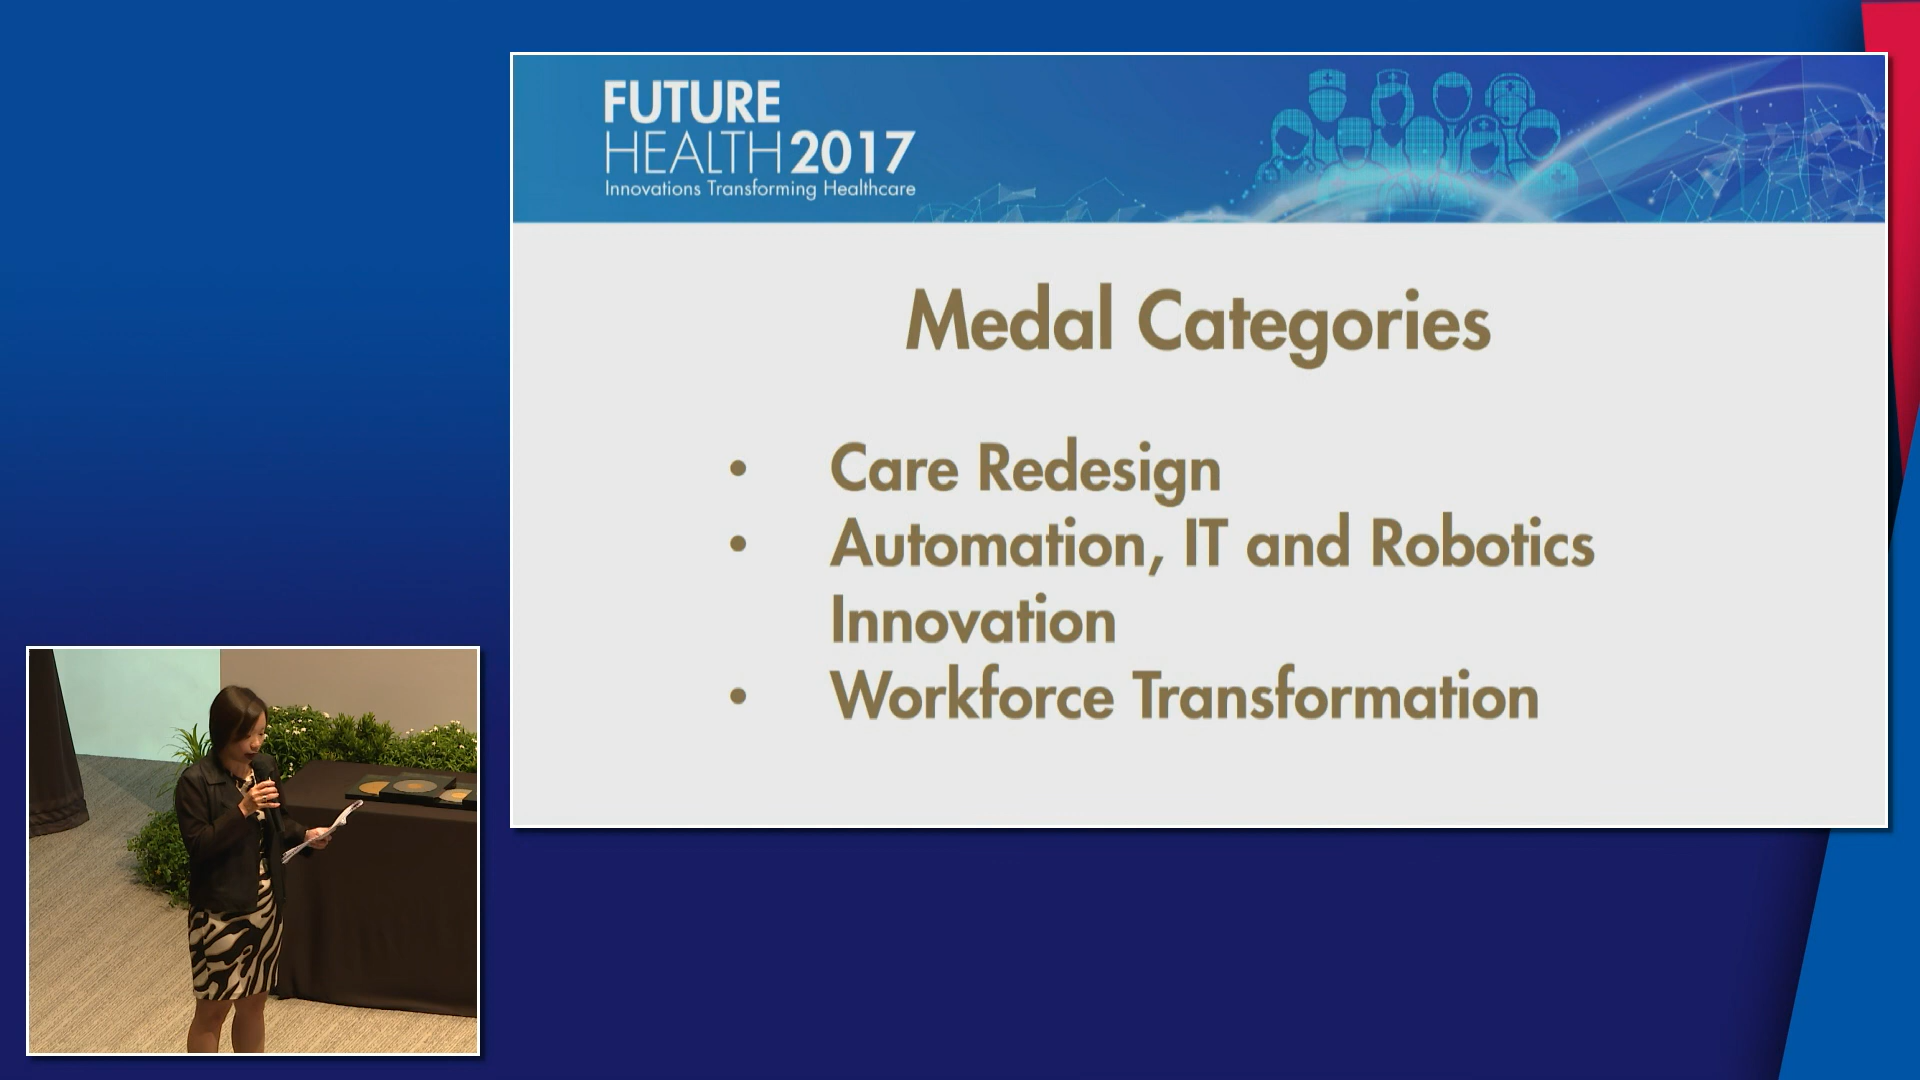 FUTURE
HEALTH 2017
Innovations Transforming Healthcare
Medal Categories
• Care Redesign
• Automation, IT and Robotics
Innovation
• Workforce Transformation